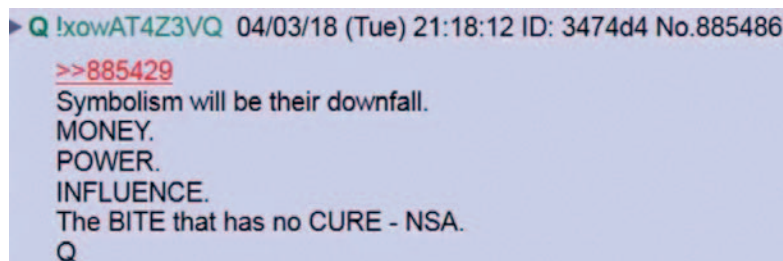 Q !xowAT4Z3VQ 04/03/18 (Tue) 21:18:12 ID: 3474d4 No.885486
>>885429
Symbolism will be their downfall.
MONEY.
POWER.
INFLUENCE.
The BITE that has no CURE - NSA.
Q